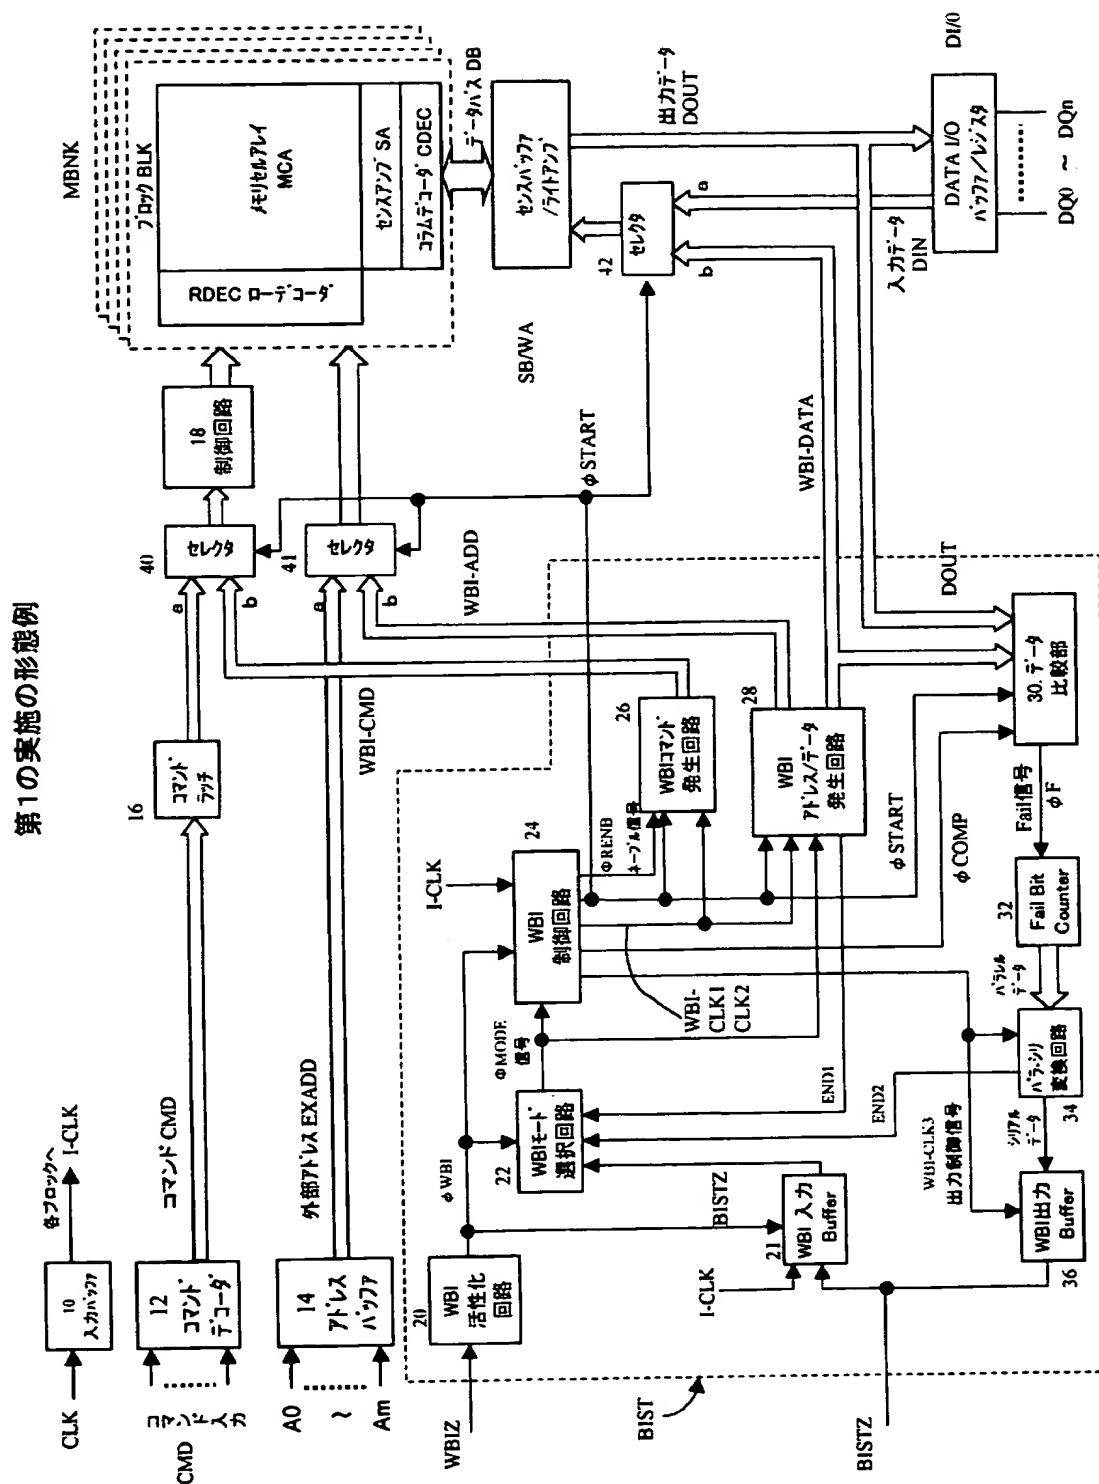 第1の実施の形態例
CLK
10
入力バッファ
各ブロックへ
I-CLK
コマンド入力
CMD
12
コマンド
デコーダ
コマンド CMD
16
コマンド
ラッチ
A0
~
Am
14
アドレス
バッファ
外部アドレス EXADD
40
セレクタ
a
b
18
制御回路
41
セレクタ
a
b
WBI-CMD
WBI-ADD
MBNK
ブロック BLK
メモリセルアレイ
MCA
RDEC ローデコーダ
センスアンプ SA
コラムデコーダ CDEC
データバス DB
センスバッファ
/ライトアンプ
SB/WA
出力データ
DOUT
42
セレクタ
a
b
入力データ
DIN
DI/0
DATA I/O
バッファ/レジスタ
DQ0 ~ DQn
φSTART
WBI-DATA
WBIZ
20
WBI
活性化
回路
φWBI
22
WBIモード
選択回路
ΦMODE
信号
I-CLK
24
WBI
制御回路
ΦRENB
ネーブル信号
26
WBIコマンド
発生回路
28
WBI
アドレス/データ
発生回路
WBI-
CLK1
CLK2
END1
END2
BISTZ
I-CLK
21
WBI 入力
Buffer
φSTART
φCOMP
DOUT
30.データ
比較部
Fail信号
φF
32
Fail Bit
Counter
パラレル
データ
パラ-シリ
変換回路
34
シリアル
データ
WBI-CLK3
出力制御信号
WBI出力
Buffer
36
BIST
BISTZ